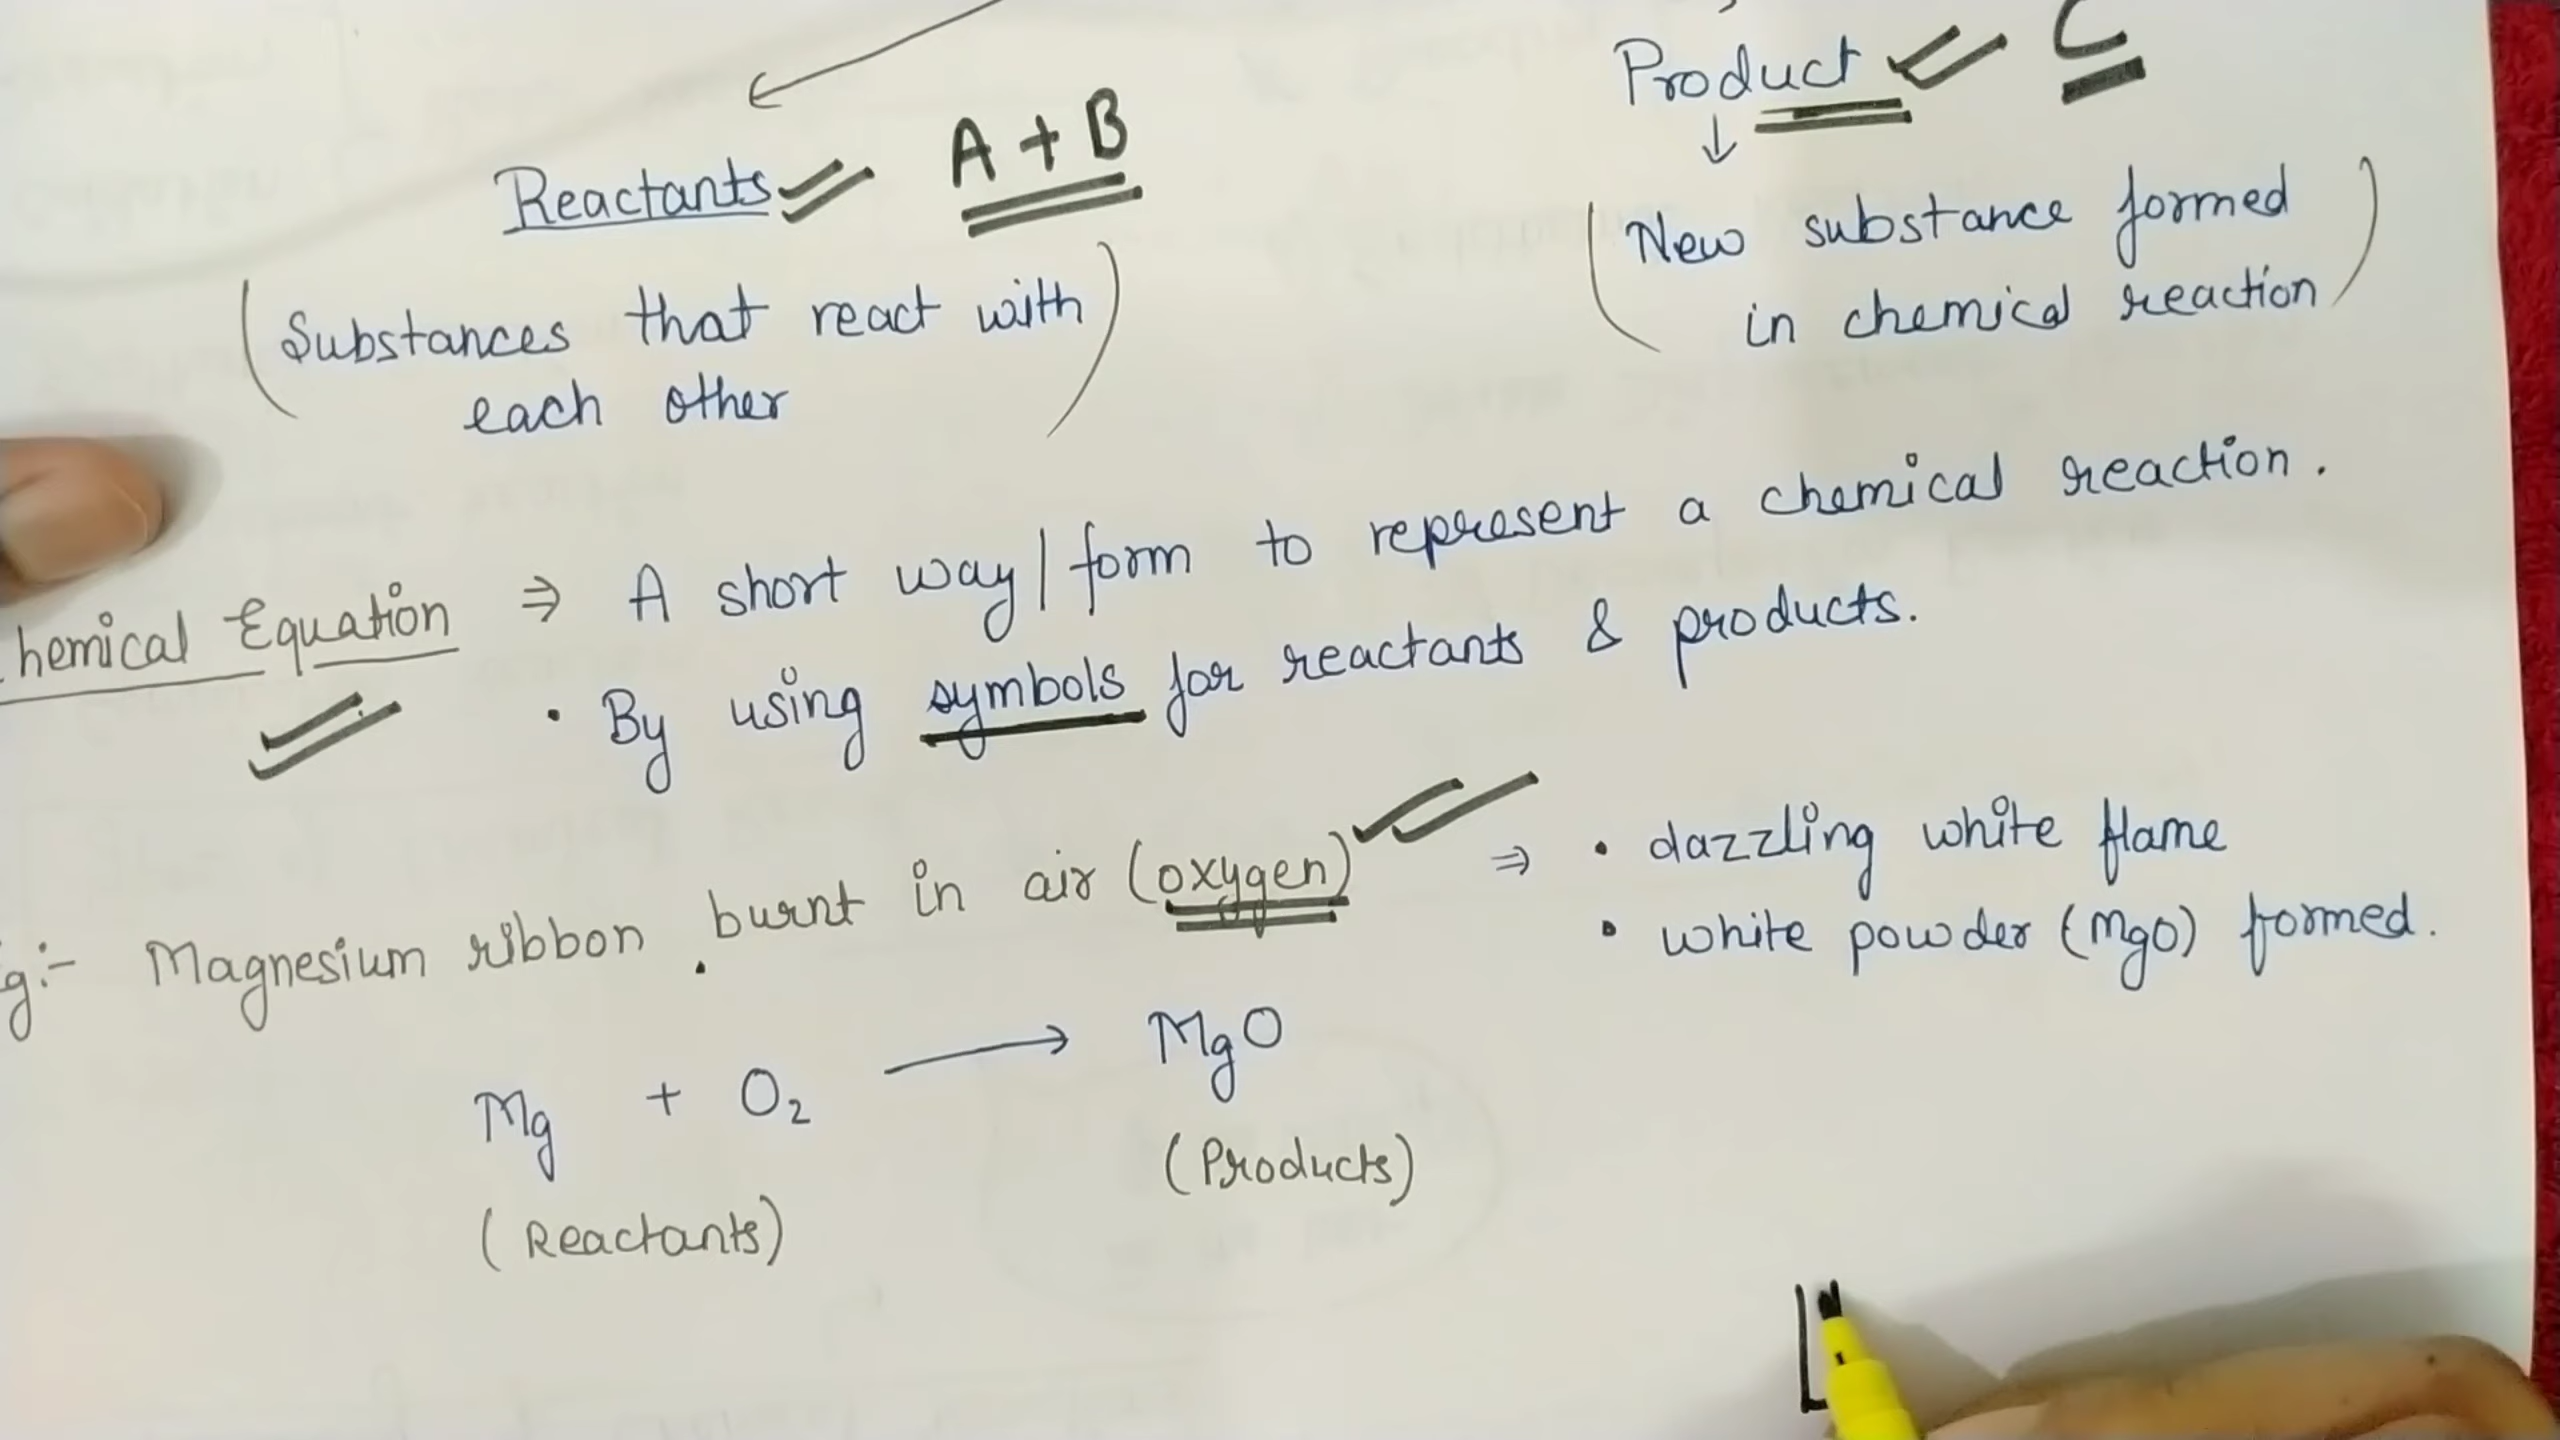 Product C
Reactants A + B
(New substance formed
in chemical reaction)
(Substances that react with
each other)
hemical Equation ⇒ A short way/form to represent a chemical reaction.
• By using symbols for reactants & products.
g:- Magnesium ribbon burnt in air (oxygen) ⇒ • dazzling white flame
• white powder (MgO) formed.
Mg + O₂ → MgO
(Reactants) (Products)